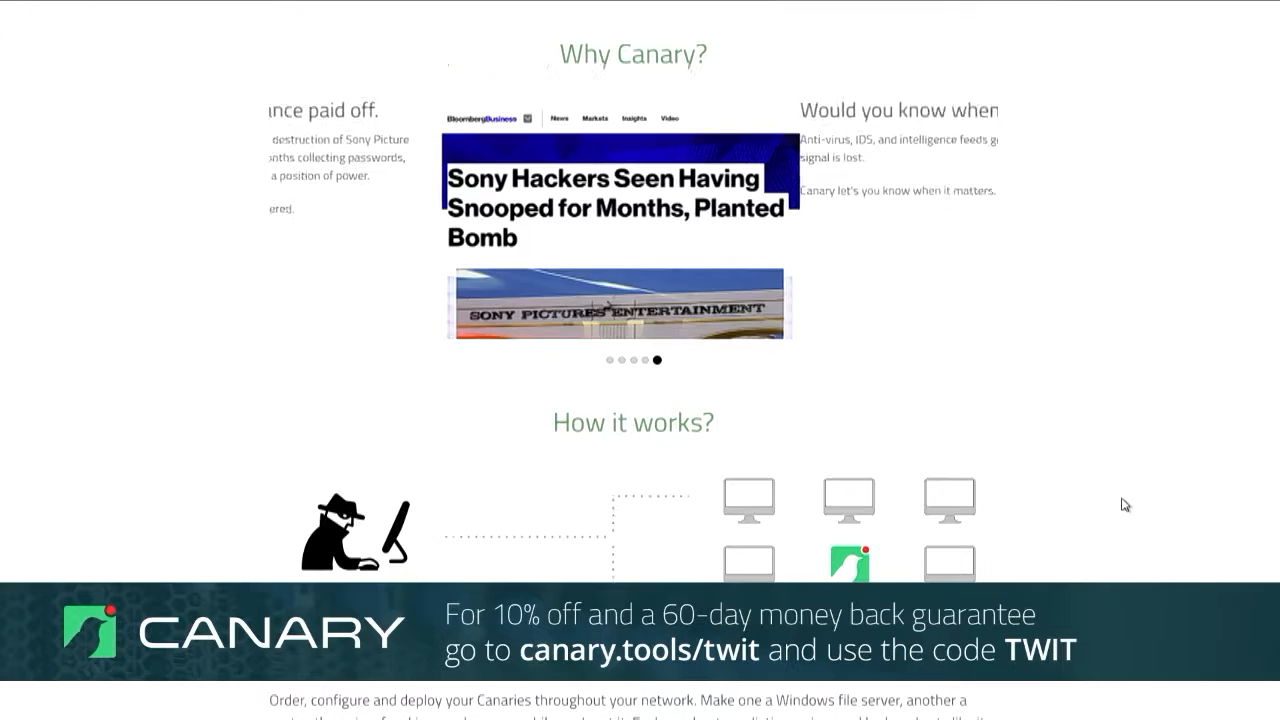 Why Canary?
ance paid off.
destruction of Sony Picture
onths collecting passwords,
a position of power.
ered.
BloombergBusiness News Markets Insights Video
Sony Hackers Seen Having
Snooped for Months, Planted
Bomb
SONY PICTURES ENTERTAINMENT
Would you know when
Anti-virus, IDS, and intelligence feeds g
signal is lost.
Canary let's you know when it matters.
How it works?
CANARY
For 10% off and a 60-day money back guarantee
go to canary.tools/twit and use the code TWIT
Order, configure and deploy your Canaries throughout your network. Make one a Windows file server, another a